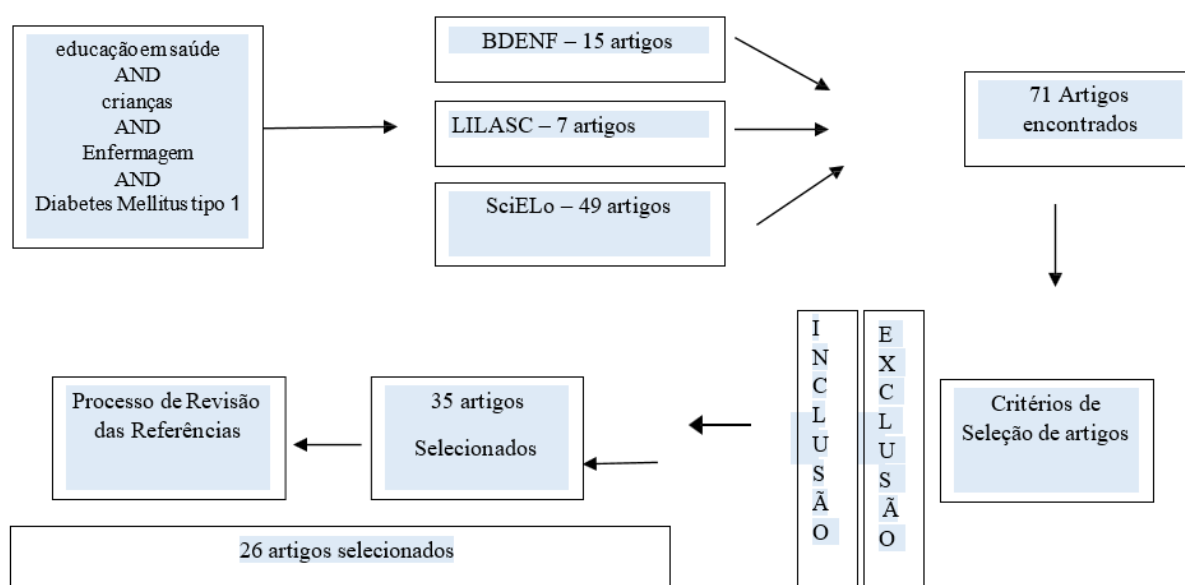 educação em saúde
AND
crianças
AND
Enfermagem
AND
Diabetes Mellitus tipo 1
BDENF – 15 artigos
LILASC – 7 artigos
SciELo – 49 artigos
71 Artigos
encontrados
Critérios de
Seleção de artigos
E
X
C
L
U
S
Ã
O
I
N
C
L
U
S
Ã
O
35 artigos
Selecionados
Processo de Revisão
das Referências
26 artigos selecionados